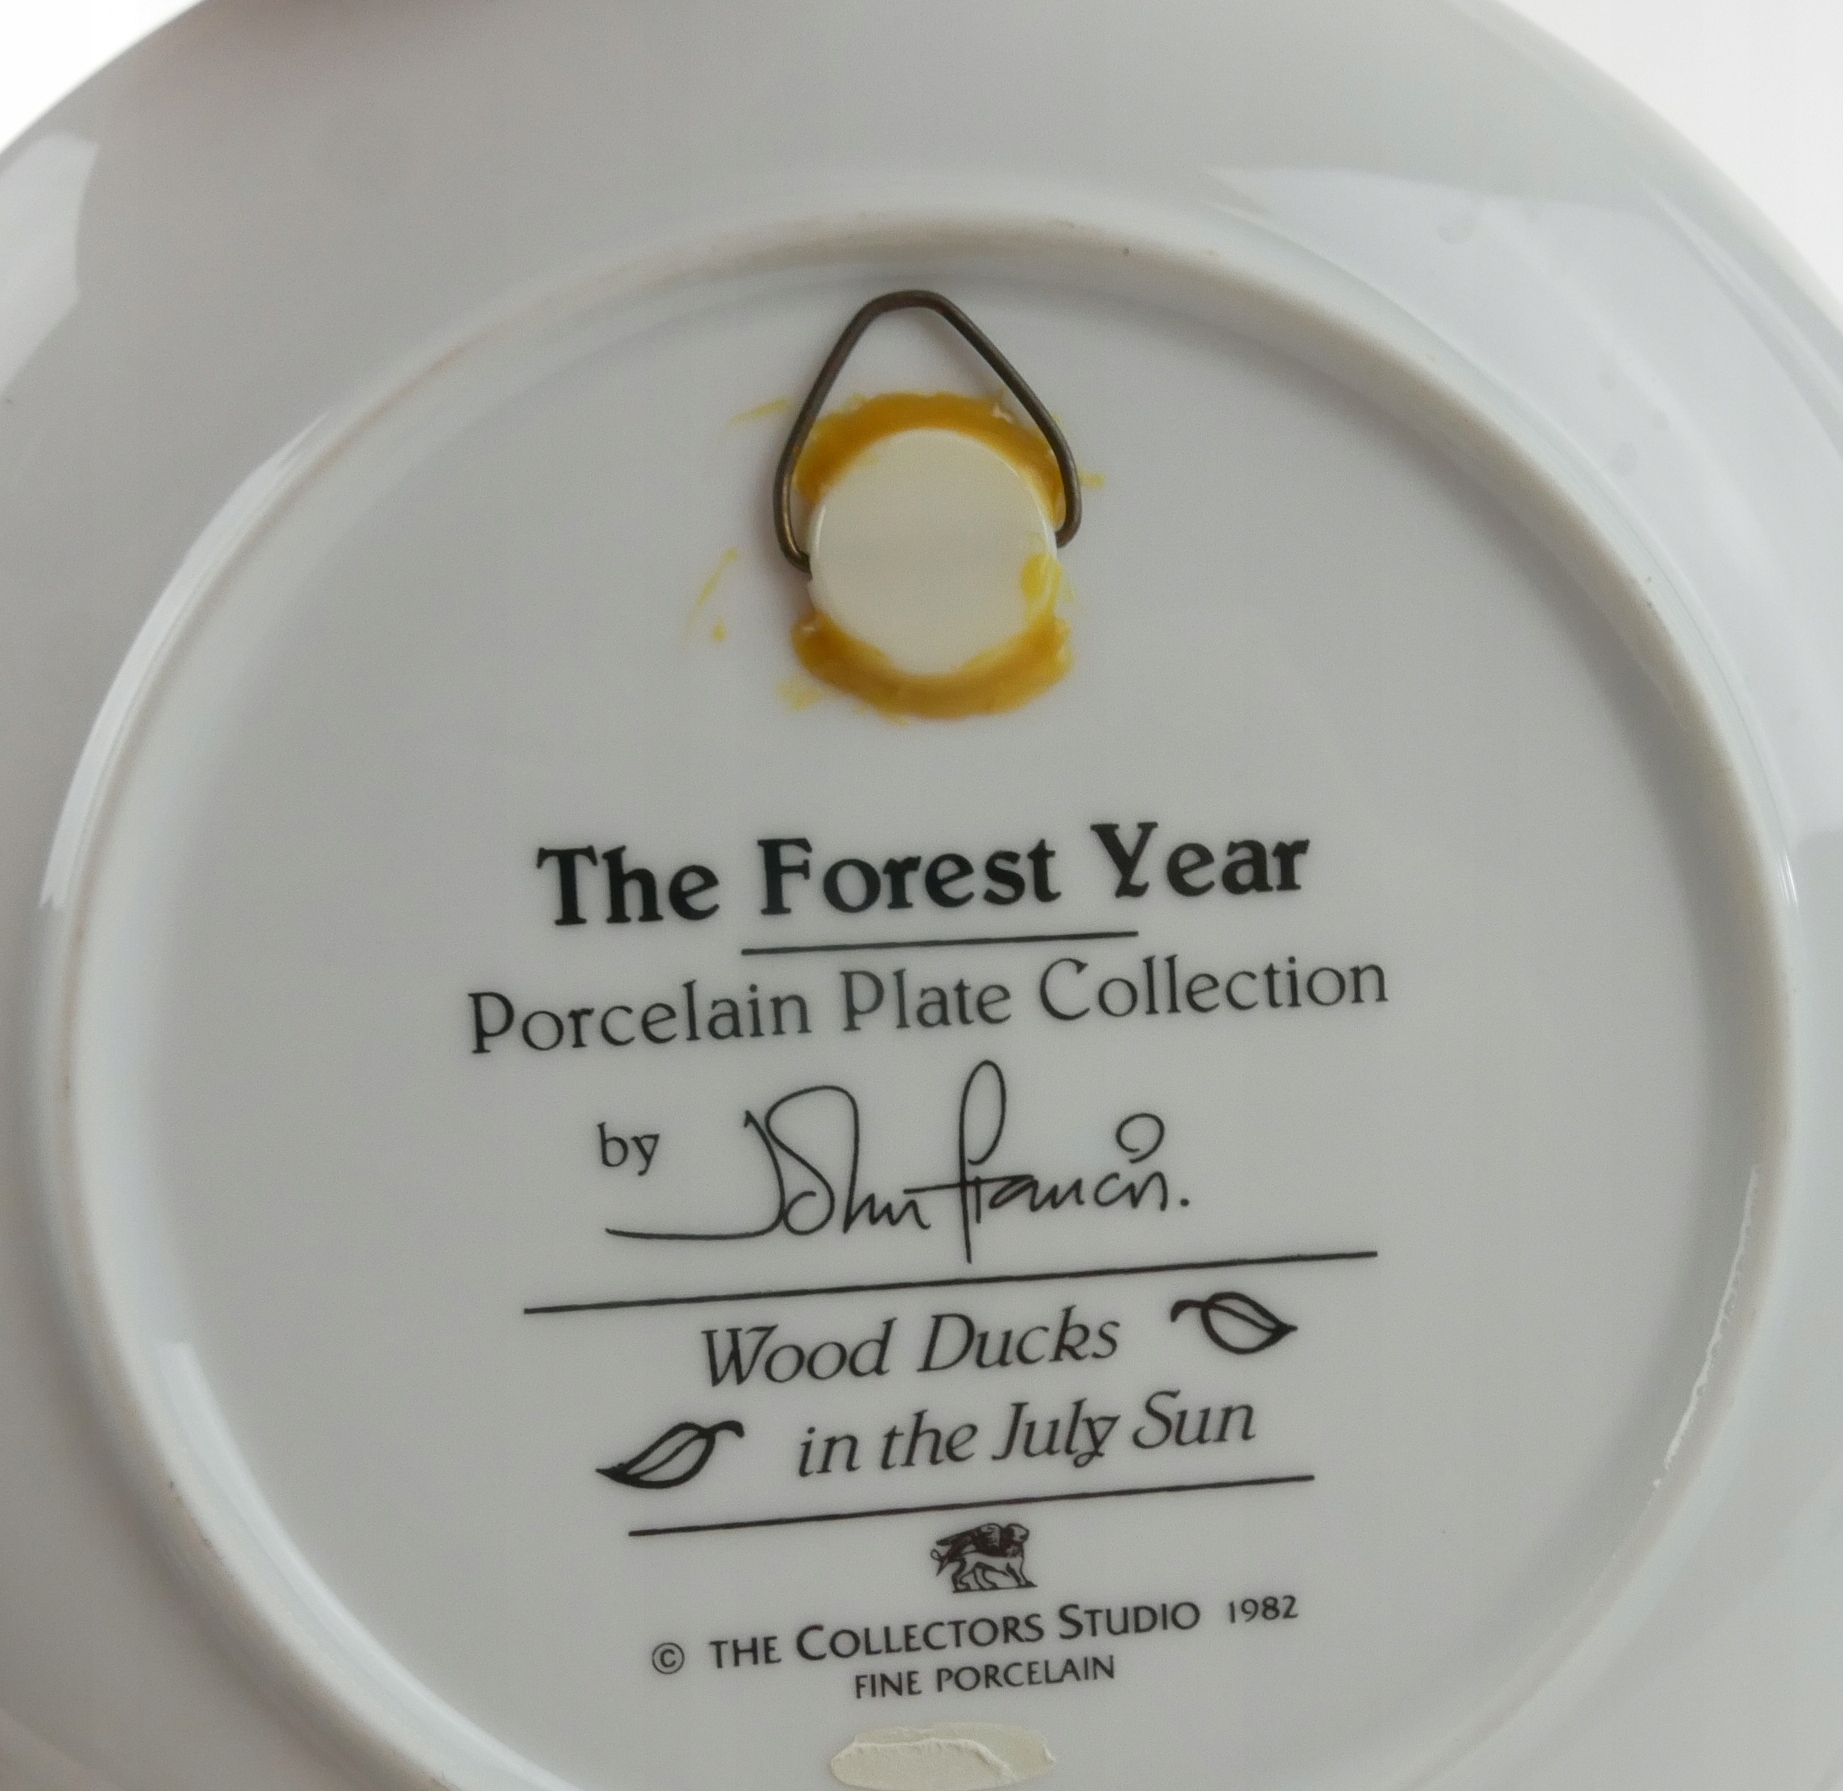 The Forest Year
Porcelain Plate Collection
by John Francis.
Wood Ducks
in the July Sun
© THE COLLECTORS STUDIO 1982
FINE PORCELAIN